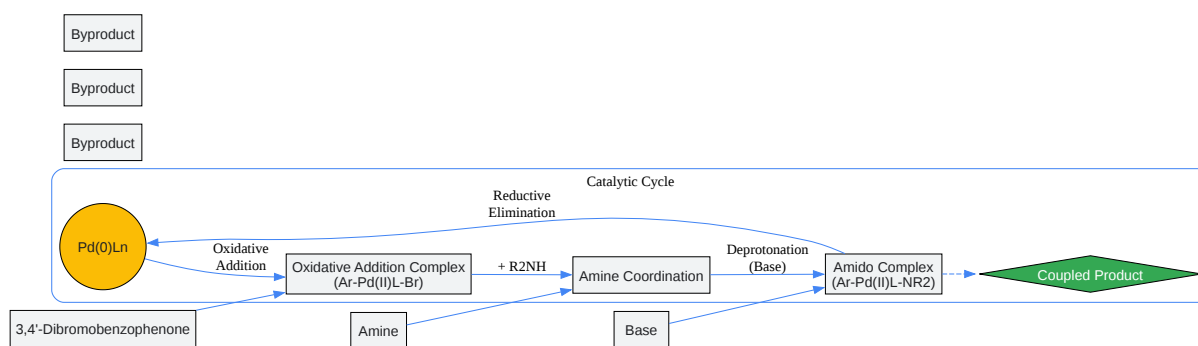 Byproduct
Byproduct
Byproduct
Catalytic Cycle
Reductive
Elimination
Pd(0)Ln
Oxidative
Addition
Oxidative Addition Complex
(Ar-Pd(II)L-Br)
+ R2NH
Amine Coordination
Deprotonation
(Base)
Amido Complex
(Ar-Pd(II)L-NR2)
Coupled Product
3,4'-Dibromobenzophenone
Amine
Base